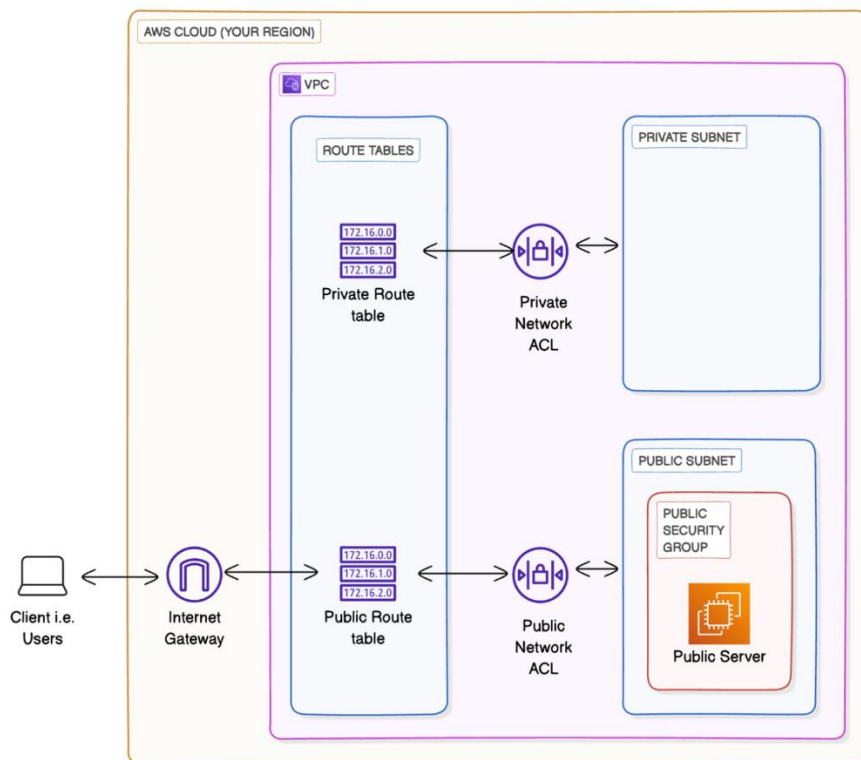 AWS CLOUD (YOUR REGION)
VPC
ROUTE TABLES
PRIVATE SUBNET
172.16.0.0
172.16.1.0
172.16.2.0
Private Route
table
Private
Network
ACL
PUBLIC SUBNET
PUBLIC
SECURITY
GROUP
Client i.e.
Users
Internet
Gateway
172.16.0.0
172.16.1.0
172.16.2.0
Public Route
table
Public
Network
ACL
Public Server